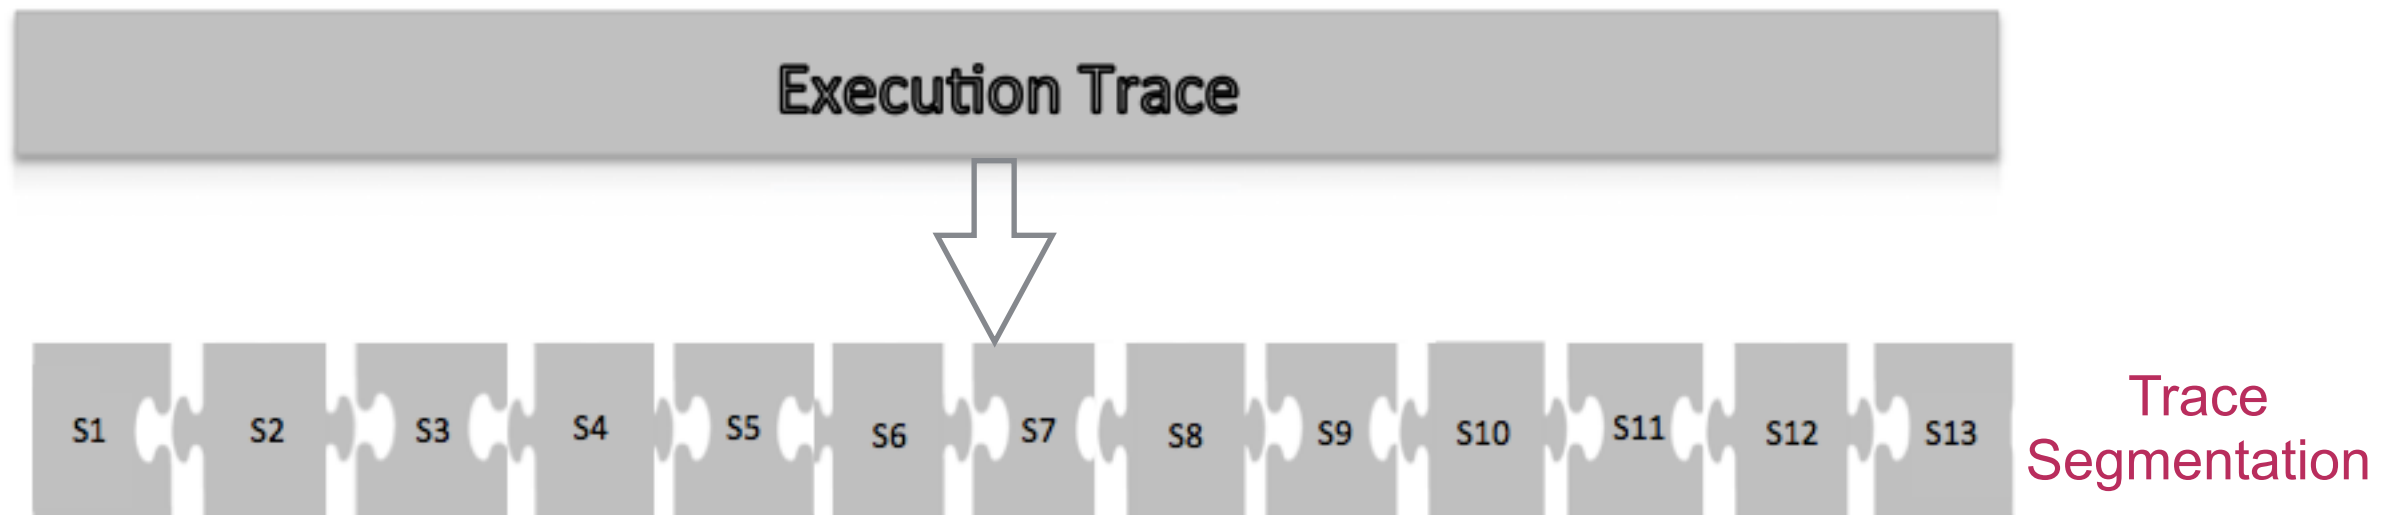 Execution Trace
S1 S2 S3 S4 S5 S6 S7 S8 S9 S10 S11 S12 S13
Trace
Segmentation